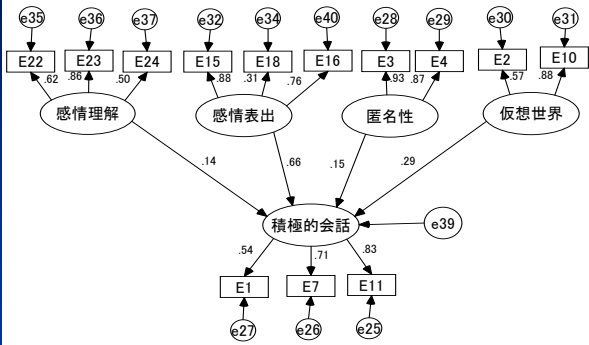 e35 e36 e37 e32 e34 e40 e28 e29 e30 e31
E22 E23 E24 E15 E18 E16 E3 E4 E2 E10
.62 .86 .50 .88 .31 .76 .93 .87 .57 .88
感情理解 感情表出 匿名性 仮想世界
.14 .66 .15 .29
積極的会話 e39
.54 .71 .83
E1 E7 E11
e27 e26 e25